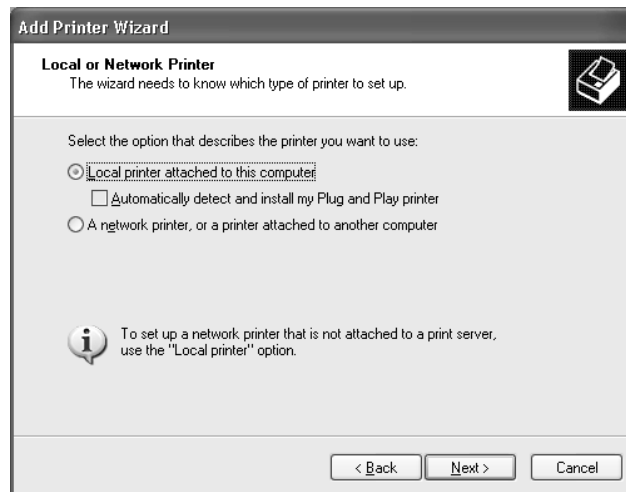 Add Printer Wizard
Local or Network Printer
The wizard needs to know which type of printer to set up.
Select the option that describes the printer you want to use:
Local printer attached to this computer
Automatically detect and install my Plug and Play printer
A network printer, or a printer attached to another computer
To set up a network printer that is not attached to a print server,
use the "Local printer" option.
< Back Next > Cancel